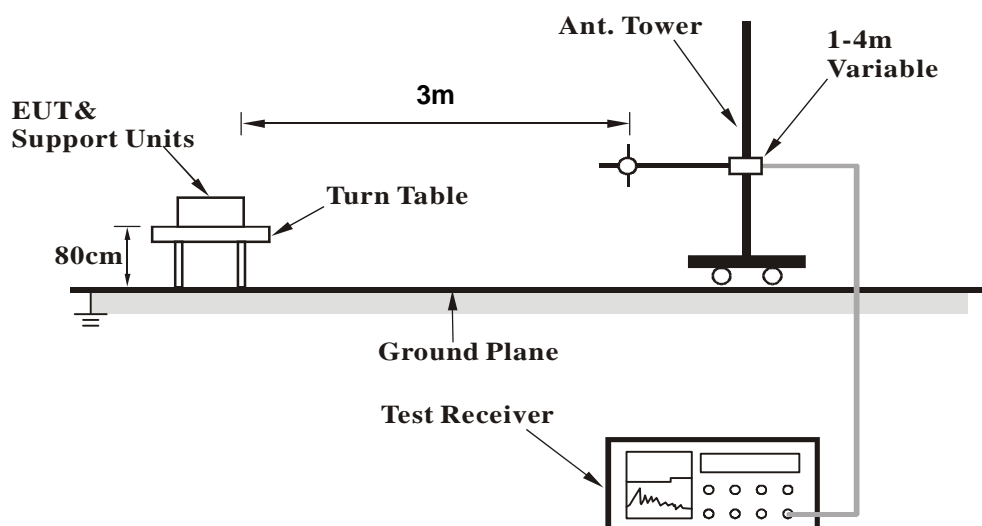 Ant. Tower
1-4m
Variable
3m
EUT&
Support Units
Turn Table
80cm
Ground Plane
Test Receiver